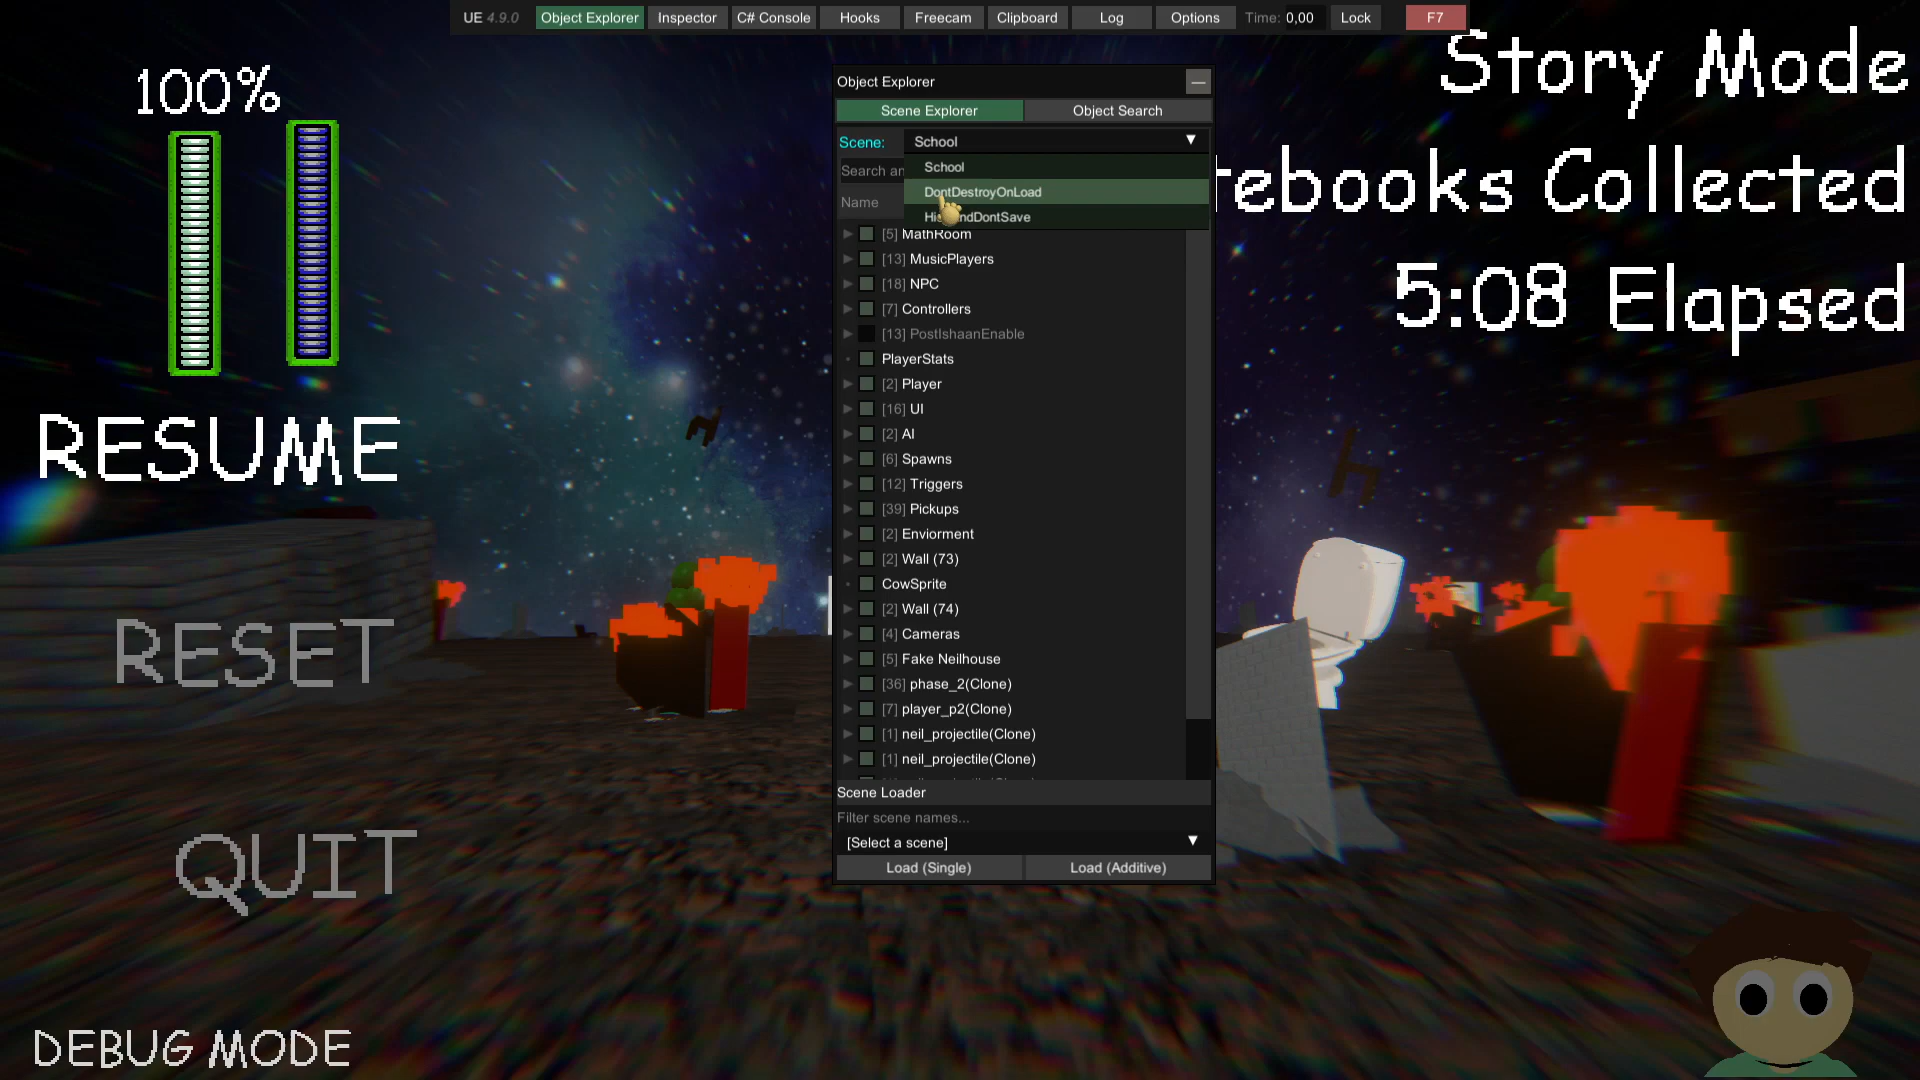 UE 4.9.0 Object Explorer Inspector C# Console Hooks Freecam Clipboard Log Options Time: 0,00 Lock F7
100%
RESUME
RESET
QUIT
DEBUG MODE
Object Explorer —
Scene Explorer Object Search
Scene: School ▼
School
DontDestroyOnLoad
Search
Name
[5] MathRoom
[13] MusicPlayers
[18] NPC
[7] Controllers
[13] PostIshaanEnable
PlayerStats
[2] Player
[16] UI
[2] AI
[6] Spawns
[12] Triggers
[39] Pickups
[2] Enviorment
[2] Wall (73)
CowSprite
[2] Wall (74)
[4] Cameras
[5] Fake Neilhouse
[36] phase_2(Clone)
[7] player_p2(Clone)
[1] neil_projectile(Clone)
[1] neil_projectile(Clone)
Scene Loader
Filter scene names...
[Select a scene] ▼
Load (Single) Load (Additive)
Story Mode
tebooks Collected
5:08 Elapsed